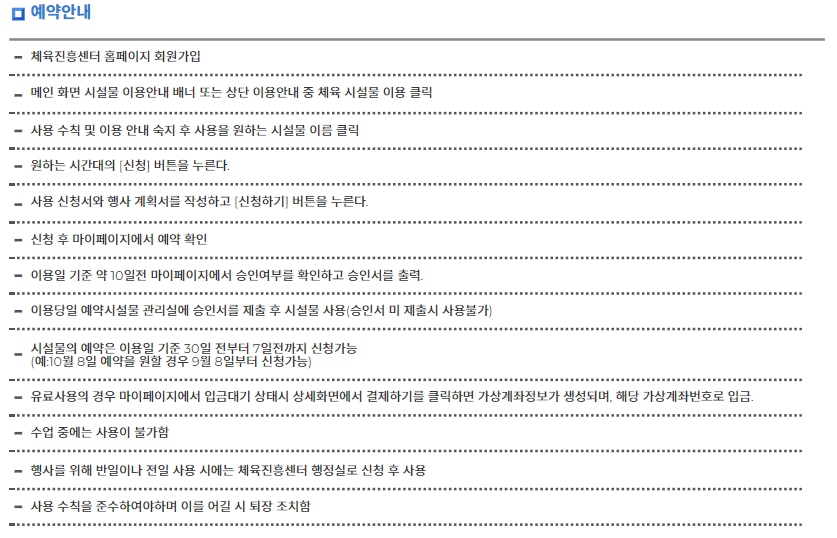 예약안내
체육진흥센터 홈페이지 회원가입
메인 화면 시설물 이용안내 배너 또는 상단 이용안내 중 체육 시설물 이용 클릭
사용 수칙 및 이용 안내 숙지 후 사용을 원하는 시설물 이름 클릭
원하는 시간대의 [신청] 버튼을 누른다.
사용 신청서와 행사 계획서를 작성하고 [신청하기] 버튼을 누른다.
신청 후 마이페이지에서 예약 확인
이용일 기준 약 10일전 마이페이지에서 승인여부를 확인하고 승인서를 출력.
이용당일 예약시설물 관리실에 승인서를 제출 후 시설물 사용(승인서 미 제출시 사용불가)
시설물의 예약은 이용일 기준 30일 전부터 7일전까지 신청가능
(예:10월 8일 예약을 원할 경우 9월 8일부터 신청가능)
유료사용의 경우 마이페이지에서 입금대기 상태시 상세화면에서 결제하기를 클릭하면 가상계좌정보가 생성되며, 해당 가상계좌번호로 입금.
수업 중에는 사용이 불가함
행사를 위해 반일이나 전일 사용 시에는 체육진흥센터 행정실로 신청 후 사용
사용 수칙을 준수하여야하며 이를 어길 시 퇴장 조치함